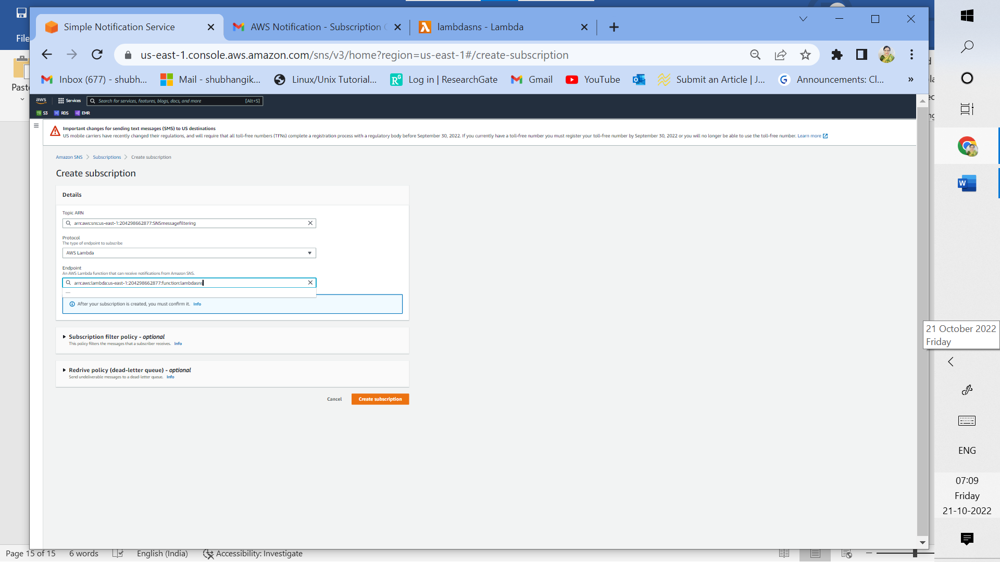 File
Paste
Simple Notification Service
AWS Notification - Subscription
lambdasns - Lambda
us-east-1.console.aws.amazon.com/sns/v3/home?region=us-east-1#/create-subscription
Inbox (677) - shubh...
Mail - shubhangik...
Linux/Unix Tutorial...
Log in | ResearchGate
Gmail
YouTube
Submit an Article | J...
Announcements: Cl...
»
aws
Services
Search for services, features, blogs, docs, and more
[Alt+S]
S3
RDS
EMR
Important changes for sending text messages (SMS) to US destinations
US mobile carriers have recently changed their regulations, and will require that all toll-free numbers (TFNs) complete a registration process with a regulatory body before September 30, 2022. If you currently have a toll-free number you must register your toll-free number by September 30, 2022 or you will no longer be able to use the toll-free number. Learn more
Amazon SNS > Subscriptions > Create subscription
Create subscription
Details
Topic ARN
arn:aws:sns:us-east-1:204298662877:SNSmessagefiltering
Protocol
The type of endpoint to subscribe
AWS Lambda
Endpoint
An AWS Lambda function that can receive notifications from Amazon SNS.
arn:aws:lambda:us-east-1:204298662877:function:lambdasns
—
After your subscription is created, you must confirm it. Info
Subscription filter policy - optional
This policy filters the messages that a subscriber receives. Info
Redrive policy (dead-letter queue) - optional
Send undeliverable messages to a dead-letter queue. Info
Cancel
Create subscription
21 October 2022
Friday
ENG
07:09
Friday
21-10-2022
Page 15 of 15
6 words
English (India)
Accessibility: Investigate